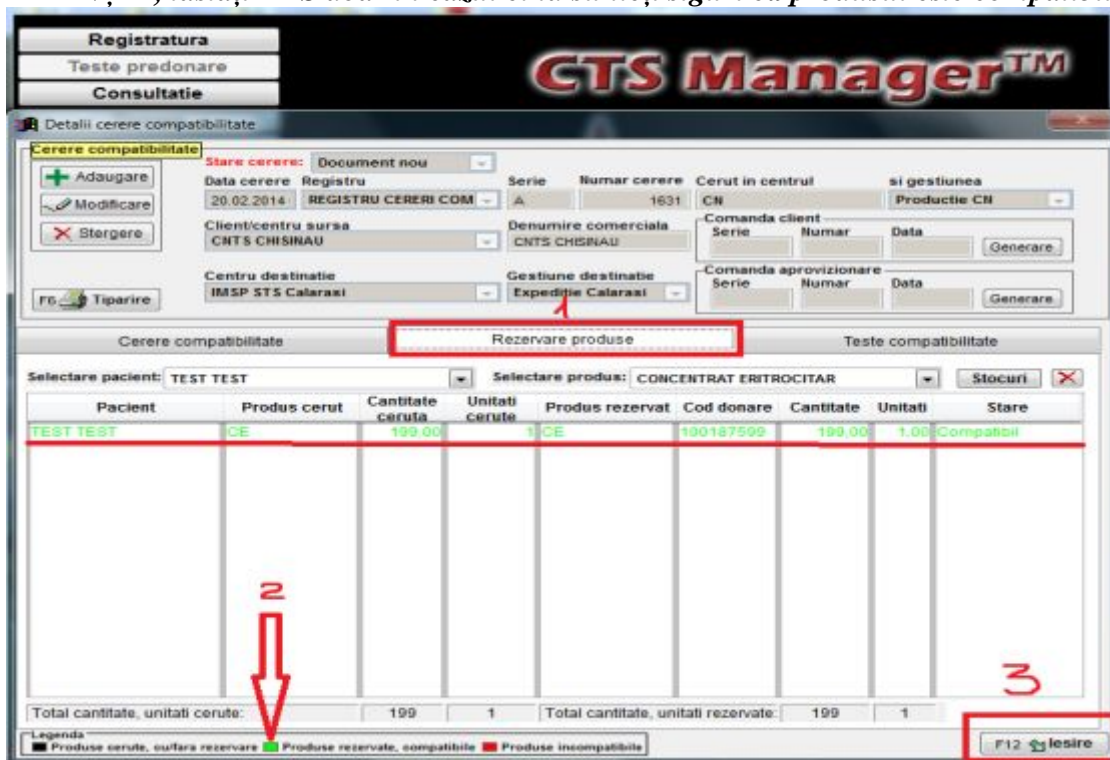 sigur ca produsul este compatibil
Registratura
Teste predonare
Consultatie
CTS Manager™
Detalii cerere compatibilitate
Cerere compatibilitate
Stare cerere: Document nou
Adaugare
Data cerere Registru Serie Numar cerere Cerut in centrul si gestiunea
Modificare 20.02.2014 REGISTRU CERERI COM A 1631 CN Productie CN
Stergere
Client/centru sursa Denumire comerciala Comanda client
Serie Numar Data
CNTS CHISINAU CNTS CHISINAU Generare
Centru destinatie Gestiune destinatie Comanda aprovizionare
Serie Numar Data
F6 Tiparire IMSP STS Calarasi Expeditie Calarasi Generare
1
Cerere compatibilitate Rezervare produse Teste compatibilitate
Selectare pacient: TEST TEST Selectare produs: CONCENTRAT ERITROCITAR Stocuri
Pacient Produs cerut Cantitate ceruta Unitati cerute Produs rezervat Cod donare Cantitate Unitati Stare
TEST TEST CE 199,00 1 CE 100187599 199,00 1,00 Compatibil
2
3
Total cantitate, unitati cerute: 199 1 Total cantitate, unitati rezervate: 199 1
Legenda
Produse cerute, cu/fara rezervare Produse rezervate, compatibile Produse incompatibile
F12 Iesire